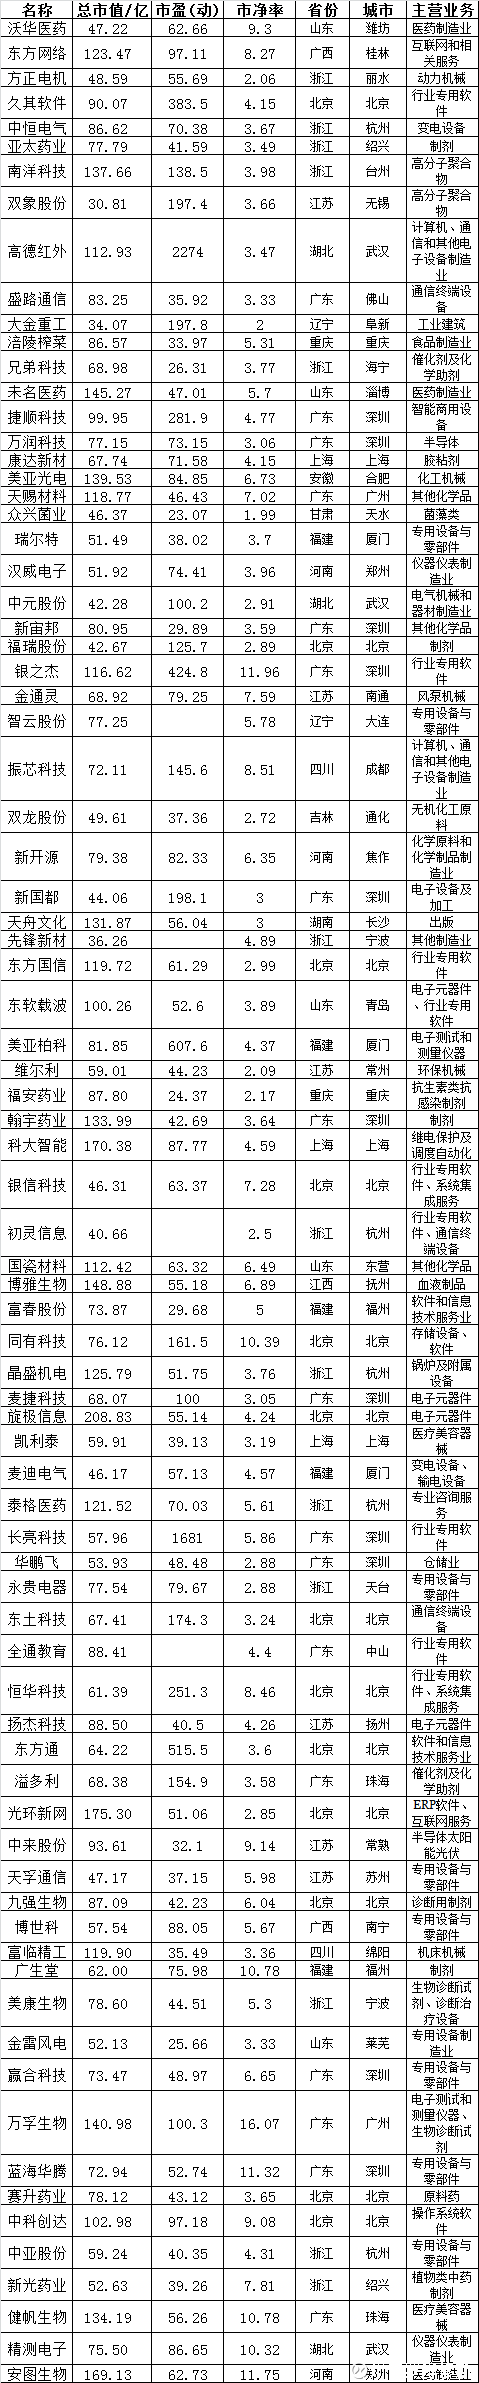 名称 总市值/亿 市盈(动) 市净率 省份 城市 主营业务
沃华医药 47.22 62.66 9.3 山东 潍坊 医药制造业
东方网络 123.47 97.11 8.27 广西 桂林 互联网和相
关服务
方正电机 48.59 55.69 2.06 浙江 丽水 动力机械
久其软件 90.07 383.5 4.15 北京 北京 行业专用软
件
中恒电气 86.62 70.38 3.67 浙江 杭州 变电设备
亚太药业 77.79 41.59 3.49 浙江 绍兴 制剂
南洋科技 137.66 138.5 3.98 浙江 台州 高分子聚合
物
双象股份 30.81 197.4 3.66 江苏 无锡 高分子聚合
物
高德红外 112.93 2274 3.47 湖北 武汉 计算机、通
信和其他电
子设备制造
业
盛路通信 83.25 35.92 3.33 广东 佛山 通信终端设
备
大金重工 34.07 197.8 2 辽宁 阜新 工业建筑
涪陵榨菜 86.57 33.97 5.31 重庆 重庆 食品制造业
兄弟科技 68.98 26.31 3.77 浙江 海宁 催化剂及化
学助剂
未名医药 145.27 47.01 5.7 山东 淄博 医药制造业
捷顺科技 99.95 281.9 4.77 广东 深圳 智能商用设
备
万润科技 77.15 73.15 3.06 广东 深圳 半导体
康达新材 67.74 71.58 4.15 上海 上海 胶粘剂
美亚光电 139.53 84.85 6.73 安徽 合肥 化工机械
天赐材料 118.77 46.43 7.02 广东 广州 其他化学品
众兴菌业 46.37 23.07 1.99 甘肃 天水 菌藻类
瑞尔特 51.49 38.02 3.7 福建 厦门 专用设备与
零部件
汉威电子 51.92 74.41 3.96 河南 郑州 仪器仪表制
造业
中元股份 42.28 100.2 2.91 湖北 武汉 电气机械和
器材制造业
新宙邦 80.95 29.89 3.59 广东 深圳 其他化学品
福瑞股份 42.67 125.7 2.89 北京 北京 制剂
银之杰 116.62 424.8 11.96 广东 深圳 行业专用软
件
金通灵 68.92 79.25 7.59 江苏 南通 风泵机械
智云股份 77.25 5.78 辽宁 大连 专用设备与
零部件
振芯科技 72.11 145.6 8.51 四川 成都 计算机、通
信和其他电
子设备制造
业
双龙股份 49.61 37.36 2.72 吉林 通化 无机化工原
料
新开源 79.38 82.33 6.35 河南 焦作 化学原料和
化学制品制造
业
新国都 44.06 198.1 3 广东 深圳 电子设备及
加工
天舟文化 131.87 56.04 3 湖南 长沙 出版
先锋新材 36.26 4.89 浙江 宁波 其他制造业
东方国信 119.72 61.29 2.99 北京 北京 行业专用软
件
东软载波 100.26 52.6 3.89 山东 青岛 电子元器件
、行业专用
软件
美亚柏科 81.85 607.6 4.37 福建 厦门 电子测试和
测量仪器
维尔利 59.01 44.23 2.09 江苏 常州 环保机械
福安药业 87.80 24.37 2.17 重庆 重庆 抗生素类抗
感染制剂
翰宇药业 133.99 42.69 3.64 广东 深圳 制剂
科大智能 170.38 87.77 4.59 上海 上海 继电保护及
调度自动化
银信科技 46.31 63.37 7.28 北京 北京 行业专用软
件、系统集
成服务
初灵信息 40.66 2.5 浙江 杭州 行业专用软
件、通信终
端设备
国瓷材料 112.42 63.32 6.49 山东 东营 其他化学品
博雅生物 148.88 55.18 6.89 江西 抚州 血液制品
富春股份 73.87 29.68 5 福建 福州 软件和信息
技术服务业
同有科技 76.12 161.5 10.39 北京 北京 存储设备、
软件
晶盛机电 125.79 51.75 3.76 浙江 杭州 锅炉及附属
设备
麦捷科技 68.07 100 3.05 广东 深圳 电子元器件
旋极信息 208.83 55.14 4.24 北京 北京 电子元器件
凯利泰 59.91 39.13 3.19 上海 上海 医疗美容器
械
麦迪电气 46.17 57.13 4.57 福建 厦门 变电设备、
输电设备
泰格医药 121.52 70.03 5.61 浙江 杭州 专业咨询服
务
长亮科技 57.96 1681 5.86 广东 深圳 行业专用软
件
华鹏飞 53.93 48.48 2.88 广东 深圳 仓储业
永贵电器 77.54 79.67 2.88 浙江 天台 专用设备与
零部件
东土科技 67.41 174.3 3.24 北京 北京 通信终端设
备
全通教育 88.41 4.4 广东 中山 行业专用软
件
恒华科技 61.39 251.3 8.46 北京 北京 行业专用软
件、系统集
成服务
扬杰科技 88.50 40.5 4.26 江苏 扬州 电子元器件
东方通 64.22 515.5 3.6 北京 北京 软件和信息
技术服务业
溢多利 68.38 154.9 3.58 广东 珠海 催化剂及化
学助剂
光环新网 175.30 51.06 2.85 北京 北京 ERP软件、
互联网服务
中来股份 93.61 32.1 9.14 江苏 常熟 半导体太阳
能光伏
天孚通信 47.17 37.15 5.98 江苏 苏州 专用设备与
零部件
九强生物 87.09 42.23 6.04 北京 北京 诊断用制剂
博世科 57.54 88.05 5.67 广西 南宁 专用设备与
零部件
富临精工 119.90 35.49 3.36 四川 绵阳 机床机械
广生堂 62.00 75.98 10.78 福建 福州 制剂
美康生物 78.60 44.51 5.3 浙江 宁波 生物诊断试
剂、诊断治
疗设备
金雷风电 52.13 25.66 3.33 山东 莱芜 专用设备制
造业
赢合科技 73.47 48.97 6.65 广东 深圳 专用设备与
零部件
万孚生物 140.98 100.3 16.07 广东 广州 电子测试和
测量仪器、
生物诊断试
剂
蓝海华腾 72.94 52.74 11.32 广东 深圳 专用设备与
零部件
赛升药业 78.12 43.12 3.65 北京 北京 原料药
中科创达 102.98 97.18 9.08 北京 北京 操作系统软
件
中亚股份 59.24 40.35 4.31 浙江 杭州 专用设备与
零部件
新光药业 52.63 39.26 7.81 浙江 绍兴 植物类中药
制剂
健帆生物 134.19 56.26 10.78 广东 珠海 医疗美容器
械
精测电子 75.50 86.65 10.32 湖北 武汉 仪器仪表制
造业
安图生物 169.13 62.73 11.75 河南 郑州 医药制造业